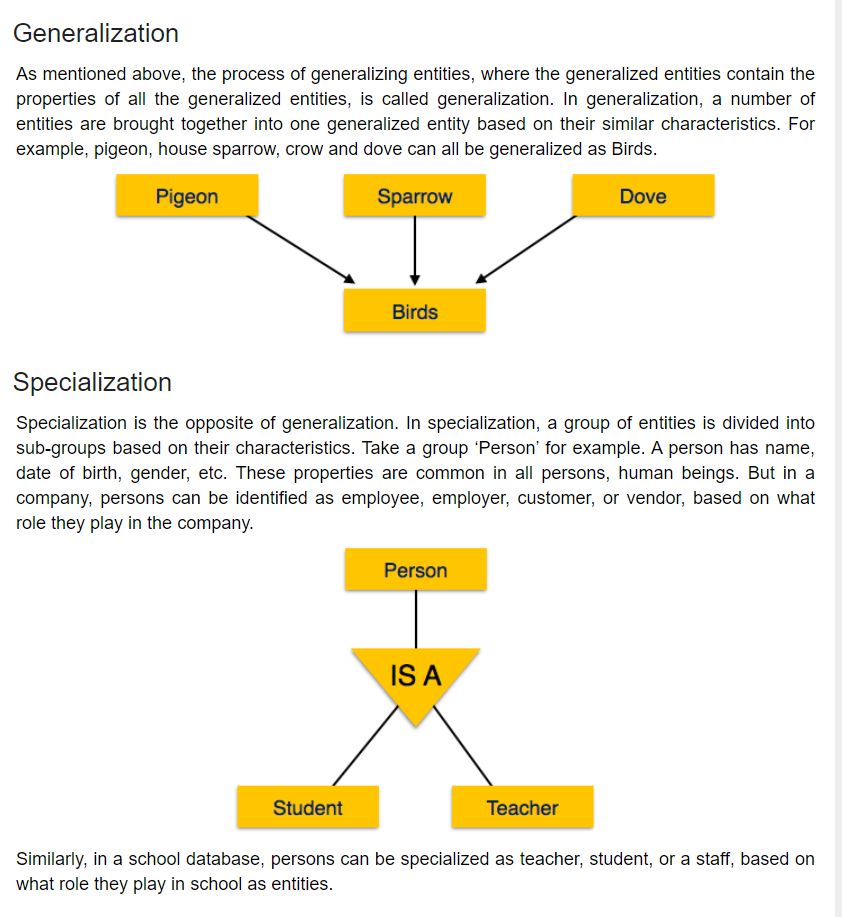 Generalization
As mentioned above, the process of generalizing entities, where the generalized entities contain the
properties of all the generalized entities, is called generalization. In generalization, a number of
entities are brought together into one generalized entity based on their similar characteristics. For
example, pigeon, house sparrow, crow and dove can all be generalized as Birds.
Pigeon
Sparrow
Dove
Birds
Specialization
Specialization is the opposite of generalization. In specialization, a group of entities is divided into
sub-groups based on their characteristics. Take a group ‘Person’ for example. A person has name,
date of birth, gender, etc. These properties are common in all persons, human beings. But in a
company, persons can be identified as employee, employer, customer, or vendor, based on what
role they play in the company.
Person
IS A
Student
Teacher
Similarly, in a school database, persons can be specialized as teacher, student, or a staff, based on
what role they play in school as entities.